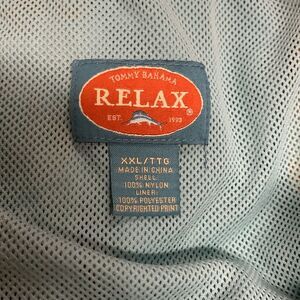 TOMMY BAHAMA
RELAX
®
EST. 1993
XXL/TTG
MADE IN CHINA
SHELL:
100% NYLON
LINER:
100% POLYESTER
COPYRIGHTED PRINT